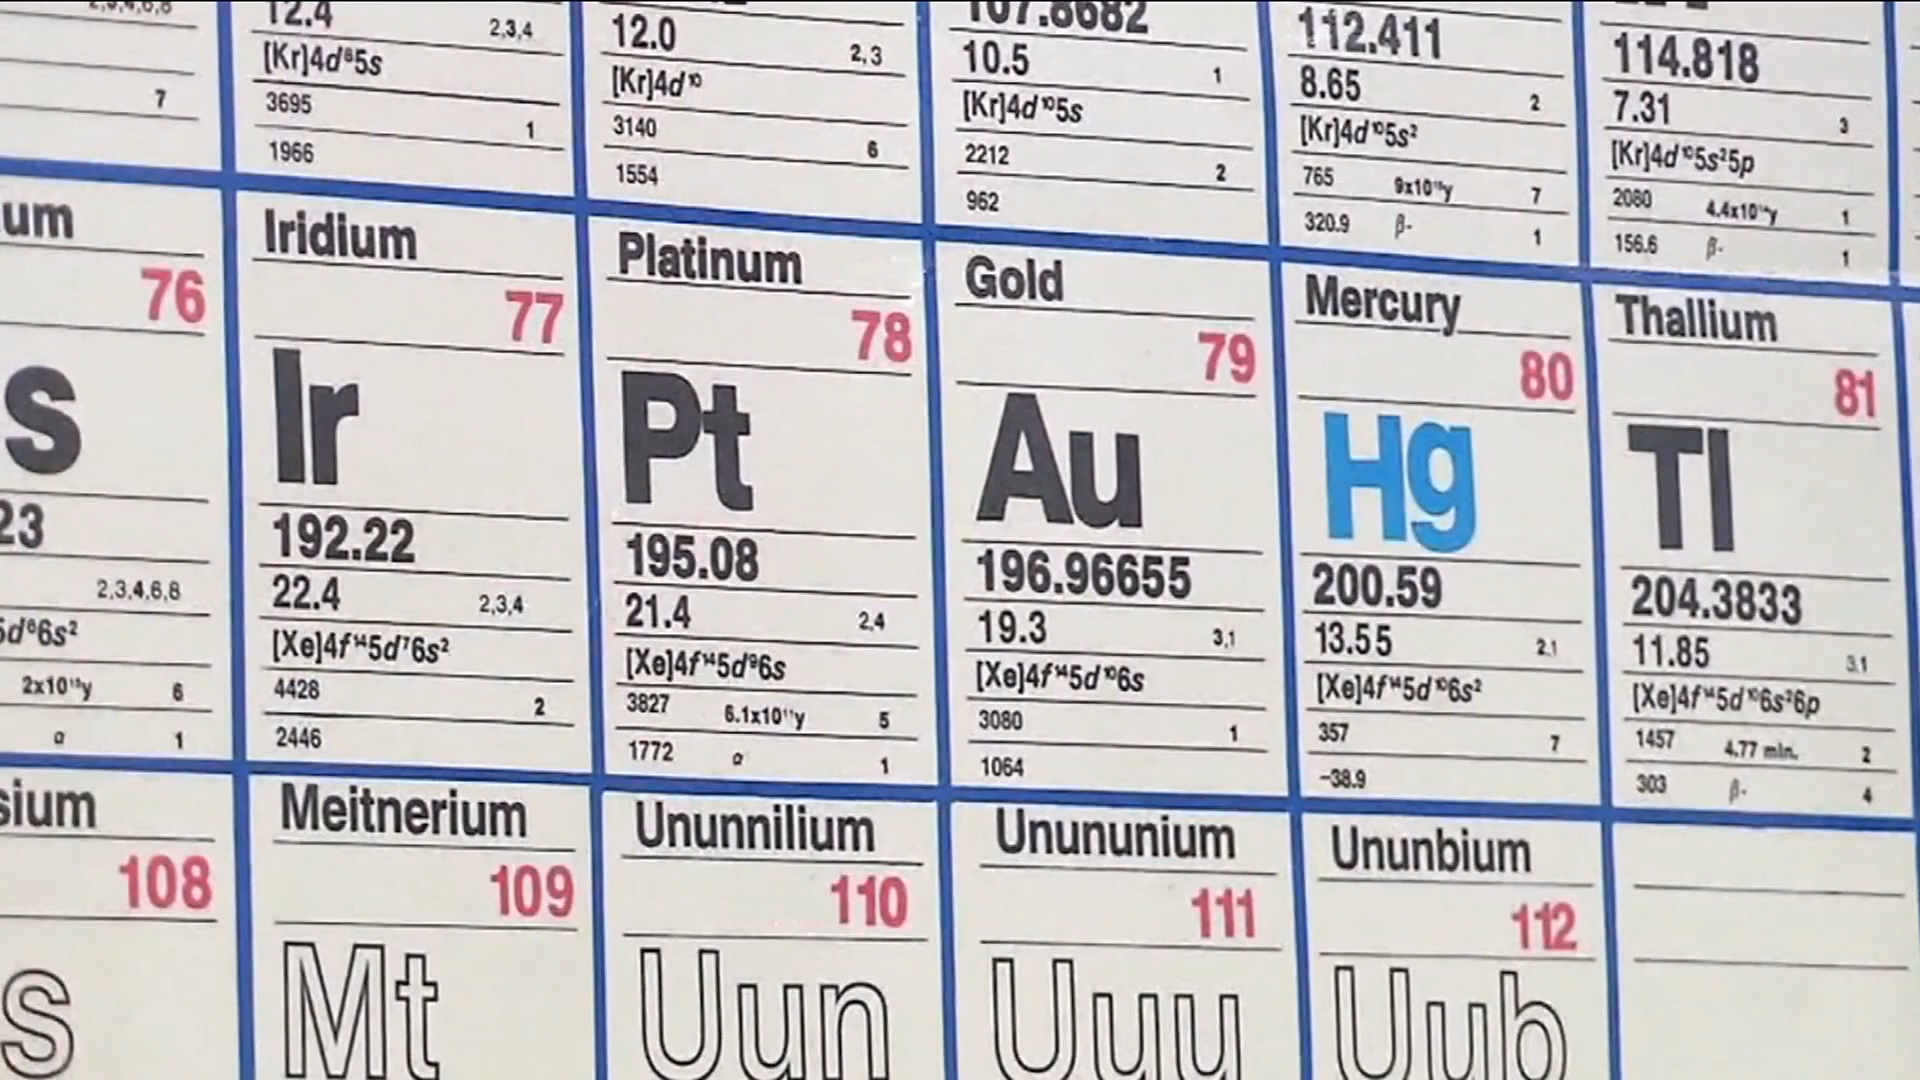 2,3,4,6,8
7
12.4 2,3,4
[Kr]4d⁸5s
3695 1
1966
12.0 2,3
[Kr]4d¹⁰
3140 6
1554
107.8682
10.5 1
[Kr]4d¹⁰5s
2212 2
962
112.411
8.65 2
[Kr]4d¹⁰5s²
765 7
320.9 β- 1
114.818
7.31 3
[Kr]4d¹⁰5s²5p
2080 1
156.6 β- 1
um
76
s
23
2,3,4,6,8
5d⁶6s²
6
α 1
Iridium
77
Ir
192.22
22.4 2,3,4
[Xe]4f¹⁴5d⁷6s²
4428 2
2446
Platinum
78
Pt
195.08
21.4 2,4
[Xe]4f¹⁴5d⁹6s
3827 6.1x10¹¹y 5
1772 α 1
Gold
79
Au
196.96655
19.3 3,1
[Xe]4f¹⁴5d¹⁰6s
3080 1
1064
Mercury
80
Hg
200.59
13.55 2,1
[Xe]4f¹⁴5d¹⁰6s²
357 7
−38.9
Thallium
81
Tl
204.3833
11.85 3,1
[Xe]4f¹⁴5d¹⁰6s²6p
1457 4.77 min. 2
303 β- 4
sium
108
s
Meitnerium
109
Mt
Ununnilium
110
Uun
Unununium
111
Uuu
Ununbium
112
Uub